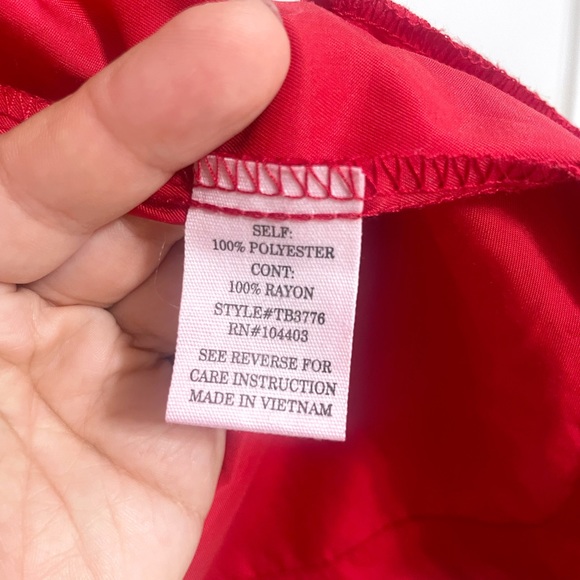 SELF:
100% POLYESTER
CONT:
100% RAYON
STYLE#TB3776
RN#104403
SEE REVERSE FOR
CARE INSTRUCTION
MADE IN VIETNAM